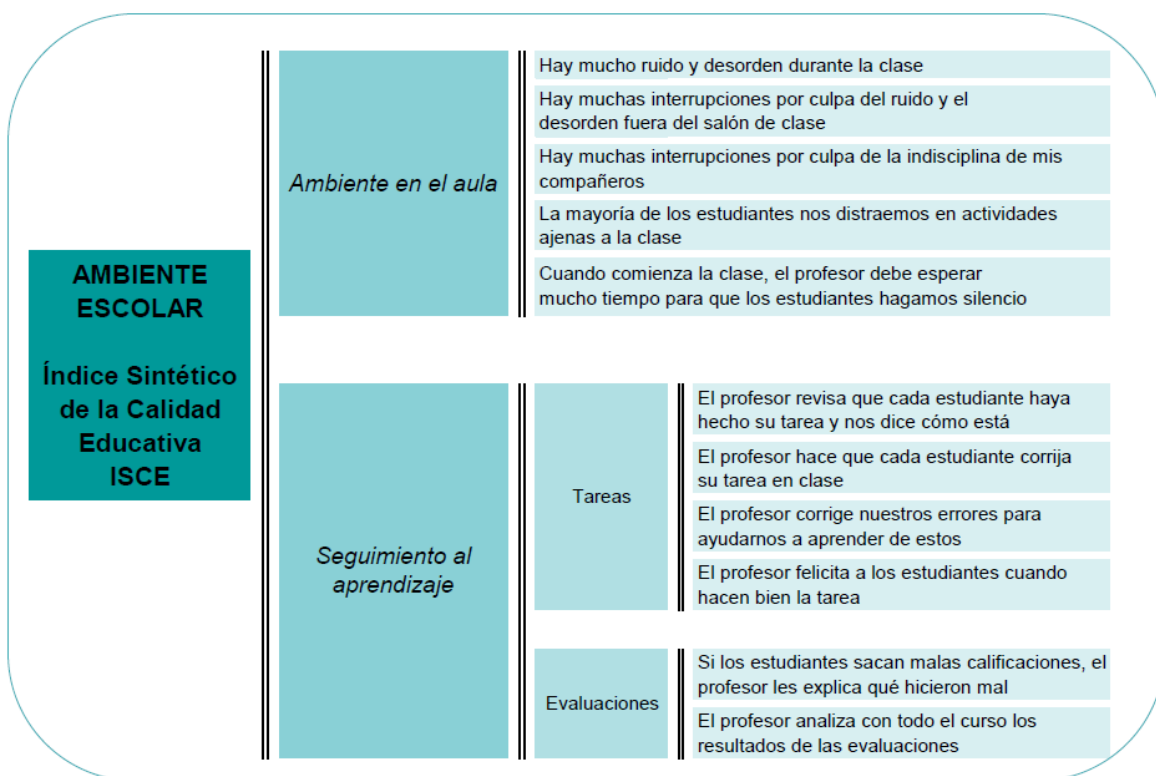 AMBIENTE
ESCOLAR
Índice Sintético
de la Calidad
Educativa
ISCE
Ambiente en el aula
Hay mucho ruido y desorden durante la clase
Hay muchas interrupciones por culpa del ruido y el
desorden fuera del salón de clase
Hay muchas interrupciones por culpa de la indisciplina de mis
compañeros
La mayoría de los estudiantes nos distraemos en actividades
ajenas a la clase
Cuando comienza la clase, el profesor debe esperar
mucho tiempo para que los estudiantes hagamos silencio
Seguimiento al
aprendizaje
Tareas
El profesor revisa que cada estudiante haya
hecho su tarea y nos dice cómo está
El profesor hace que cada estudiante corrija
su tarea en clase
El profesor corrige nuestros errores para
ayudarnos a aprender de estos
El profesor felicita a los estudiantes cuando
hacen bien la tarea
Evaluaciones
Si los estudiantes sacan malas calificaciones, el
profesor les explica qué hicieron mal
El profesor analiza con todo el curso los
resultados de las evaluaciones